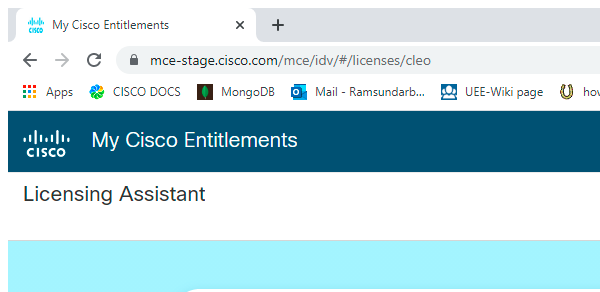 My Cisco Entitlements
mce-stage.cisco.com/mce/idv/#/licenses/cleo
Apps CISCO DOCS MongoDB Mail - Ramsundarb... UEE-Wiki page hov
CISCO My Cisco Entitlements
Licensing Assistant